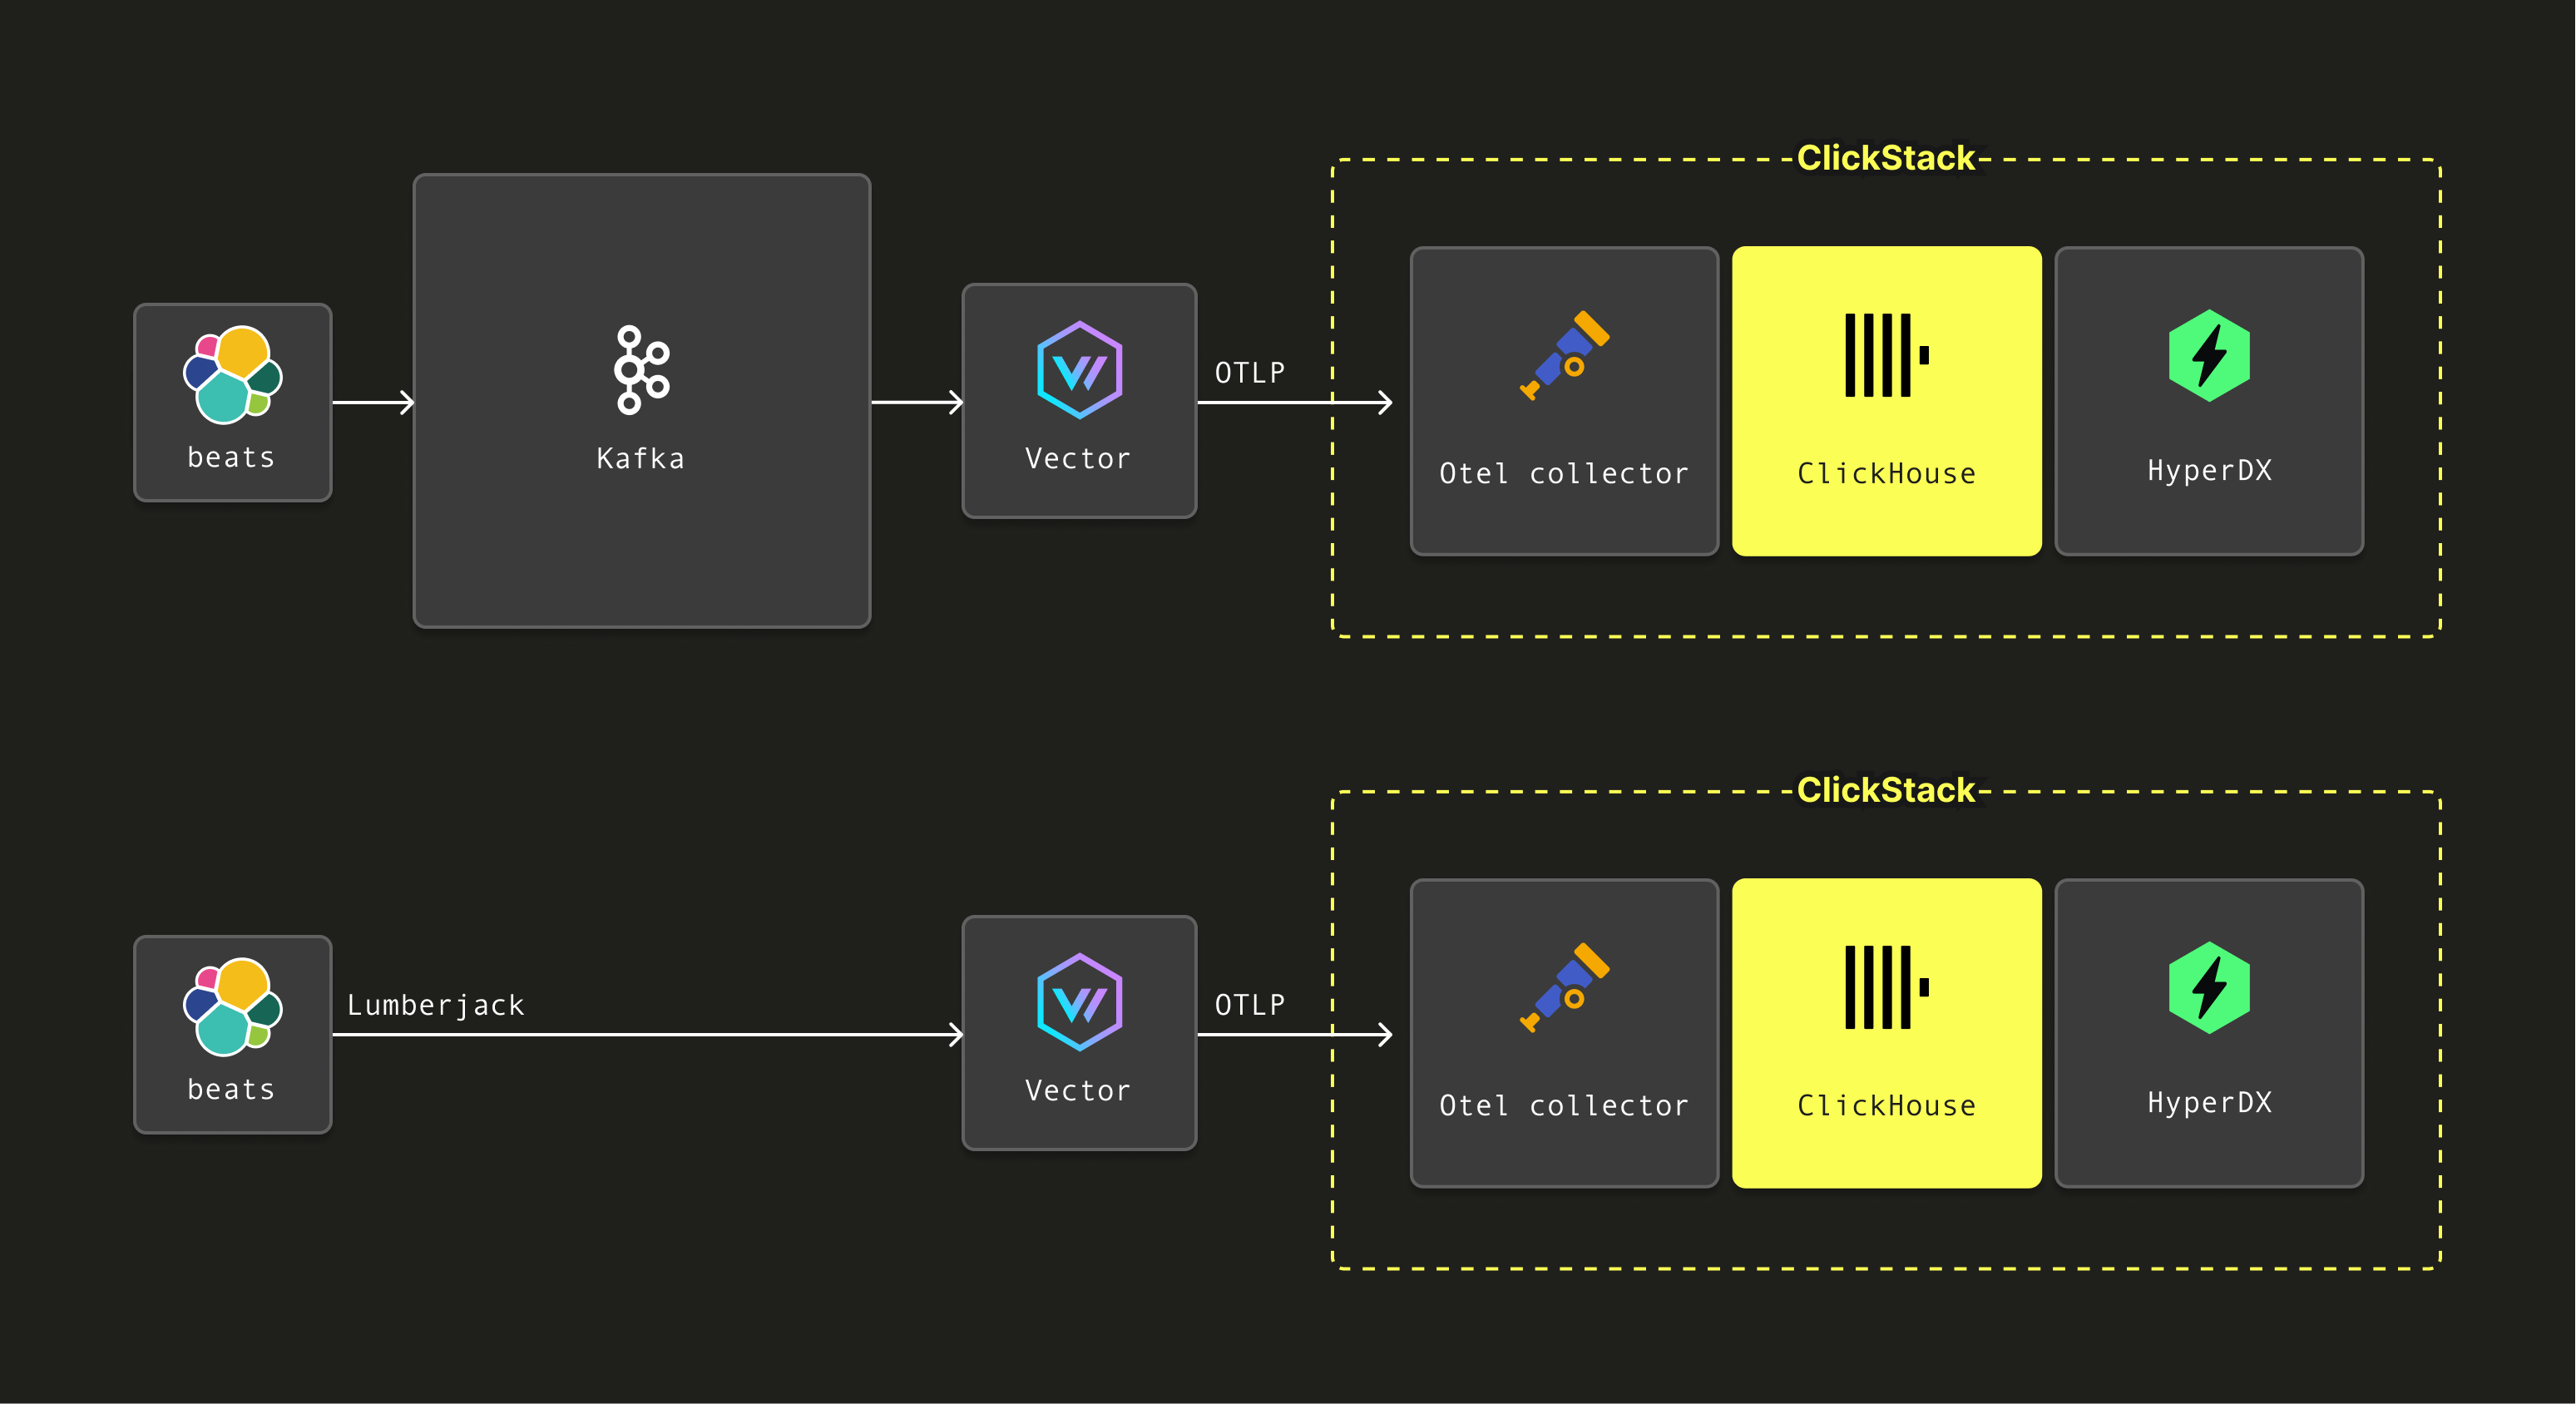 ClickStack
beats
Kafka
Vector
OTLP
Otel collector
ClickHouse
HyperDX
ClickStack
beats
Lumberjack
Vector
OTLP
Otel collector
ClickHouse
HyperDX